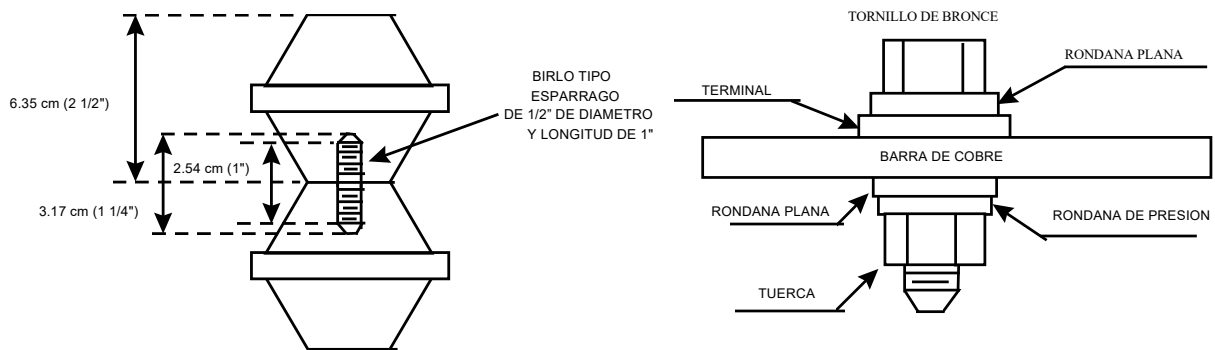 6.35 cm (2 1/2")
2.54 cm (1")
3.17 cm (1 1/4")
BIRLO TIPO
ESPARRAGO
DE 1/2” DE DIAMETRO
Y LONGITUD DE 1"
TORNILLO DE BRONCE
RONDANA PLANA
TERMINAL
BARRA DE COBRE
RONDANA PLANA
RONDANA DE PRESION
TUERCA